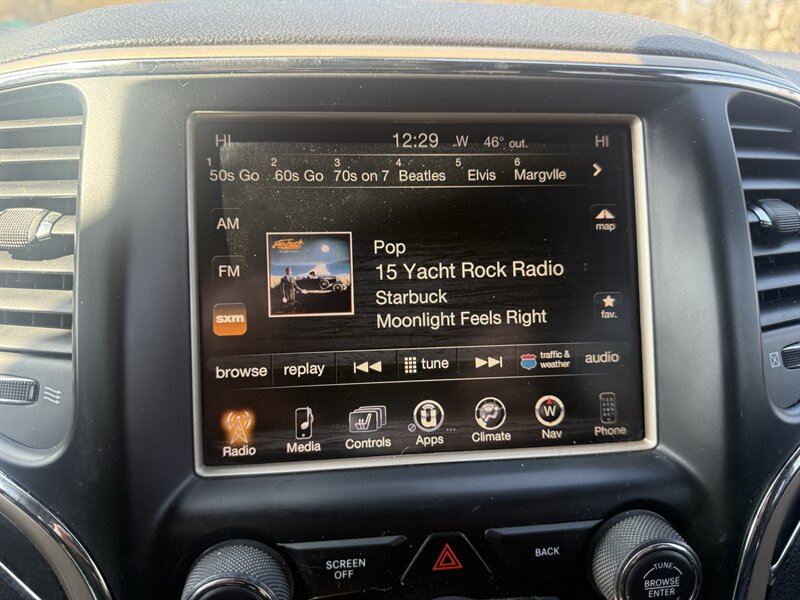 HI 12:29 W 46° out. HI
1 2 3 4 5 6
50s Go 60s Go 70s on 7 Beatles Elvis Margvlle
AM
map
FM
Pop
15 Yacht Rock Radio
Starbuck
Moonlight Feels Right
sxm
fav.
browse replay tune traffic & weather audio
Radio Media Controls Apps Climate Nav Phone
U W
SCREEN OFF
BACK
TUNE
BROWSE
ENTER